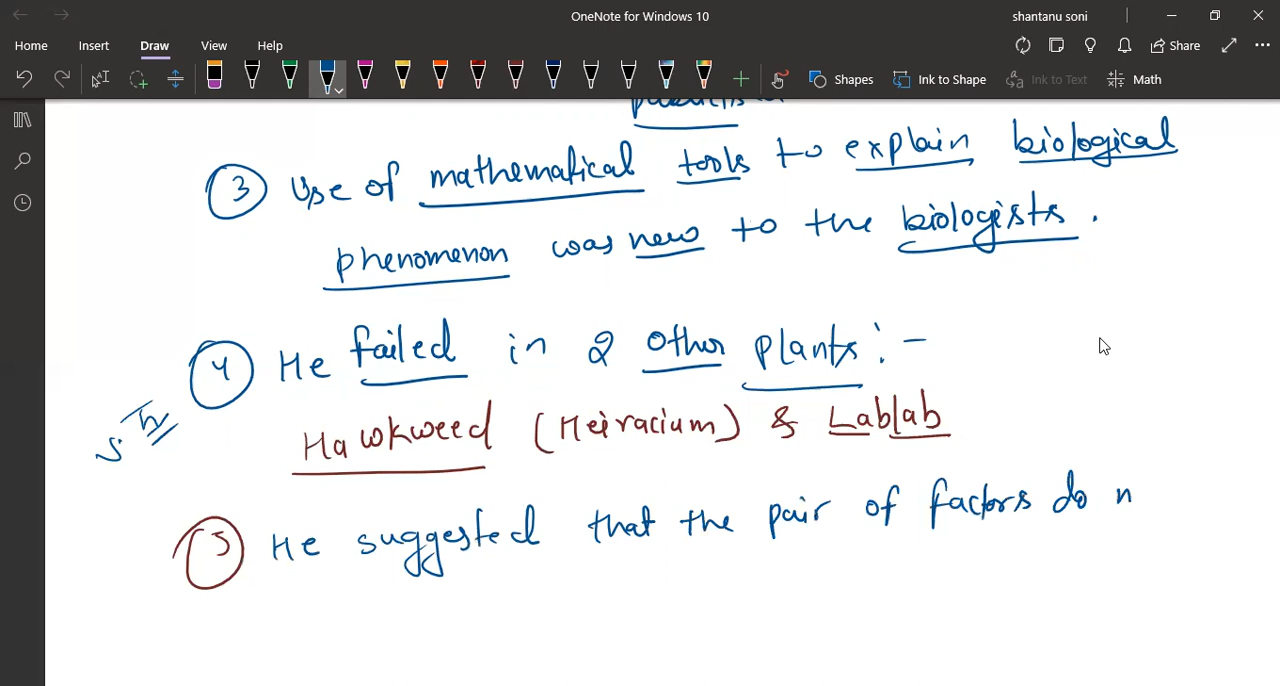 OneNote for Windows 10
shantanu soni
Home Insert Draw View Help
Share
Shapes Ink to Shape Ink to Text Math
3 Use of mathematical tools to explain biological
phenomenon was new to the biologists.
4 He failed in 2 other plants:-
Hawkweed (Heiracium) & Lablab
5 He suggested that the pair of factors do n